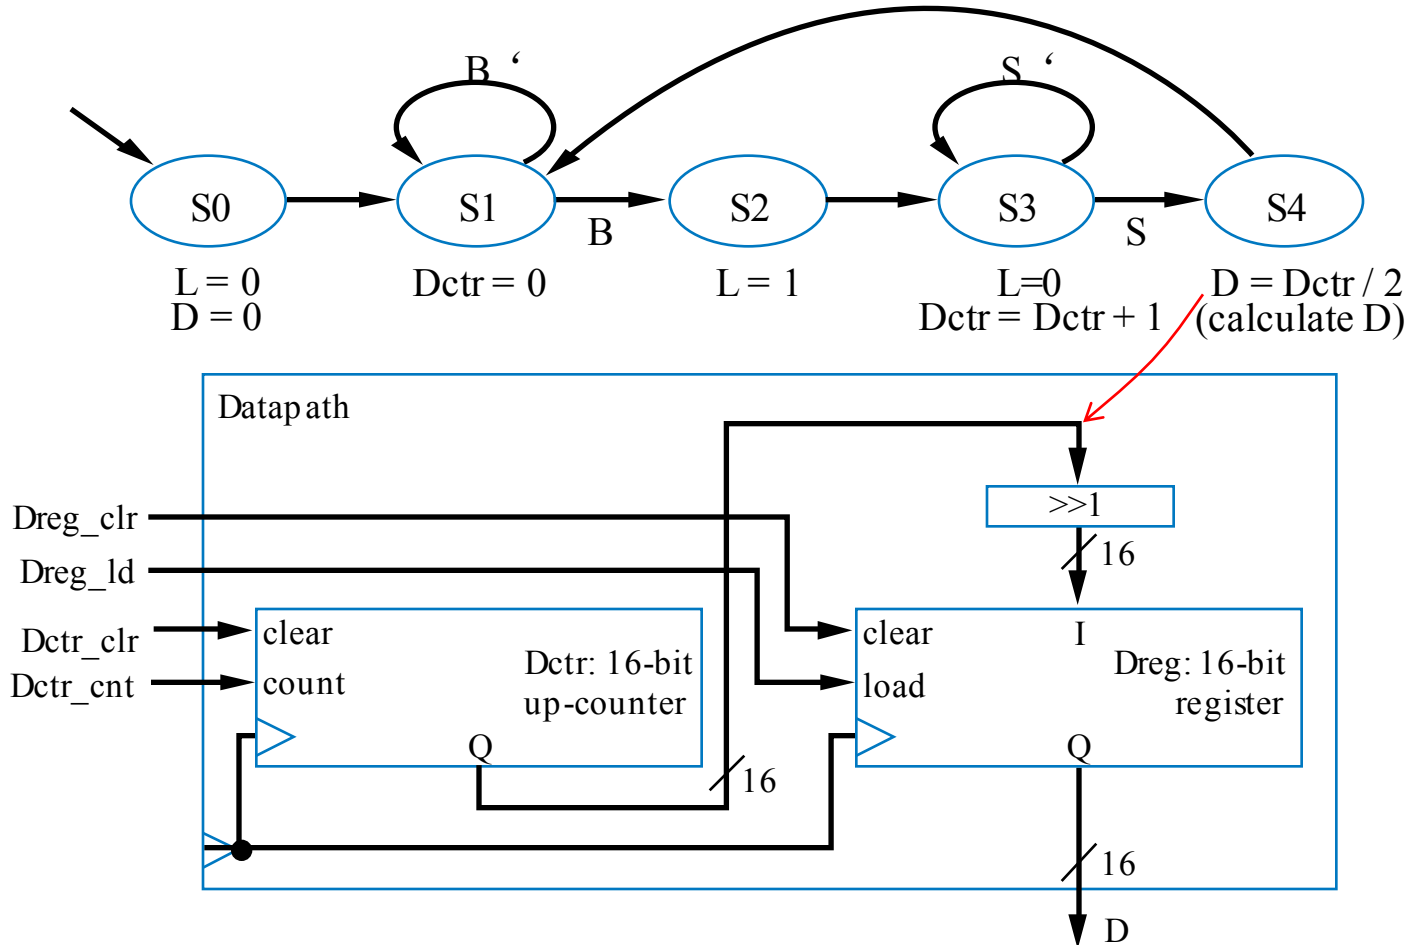 B ‘
S ‘
S0
S1
S2
S3
S4
B
S
L = 0
D = 0
Dctr = 0
L = 1
L=0
Dctr = Dctr + 1
D = Dctr / 2
(calculate D)
Datapath
>>1
16
Dreg_clr
Dreg_ld
Dctr_clr
Dctr_cnt
clear
count
Dctr: 16-bit
up-counter
Q
16
clear
load
I
Dreg: 16-bit
register
Q
16
D